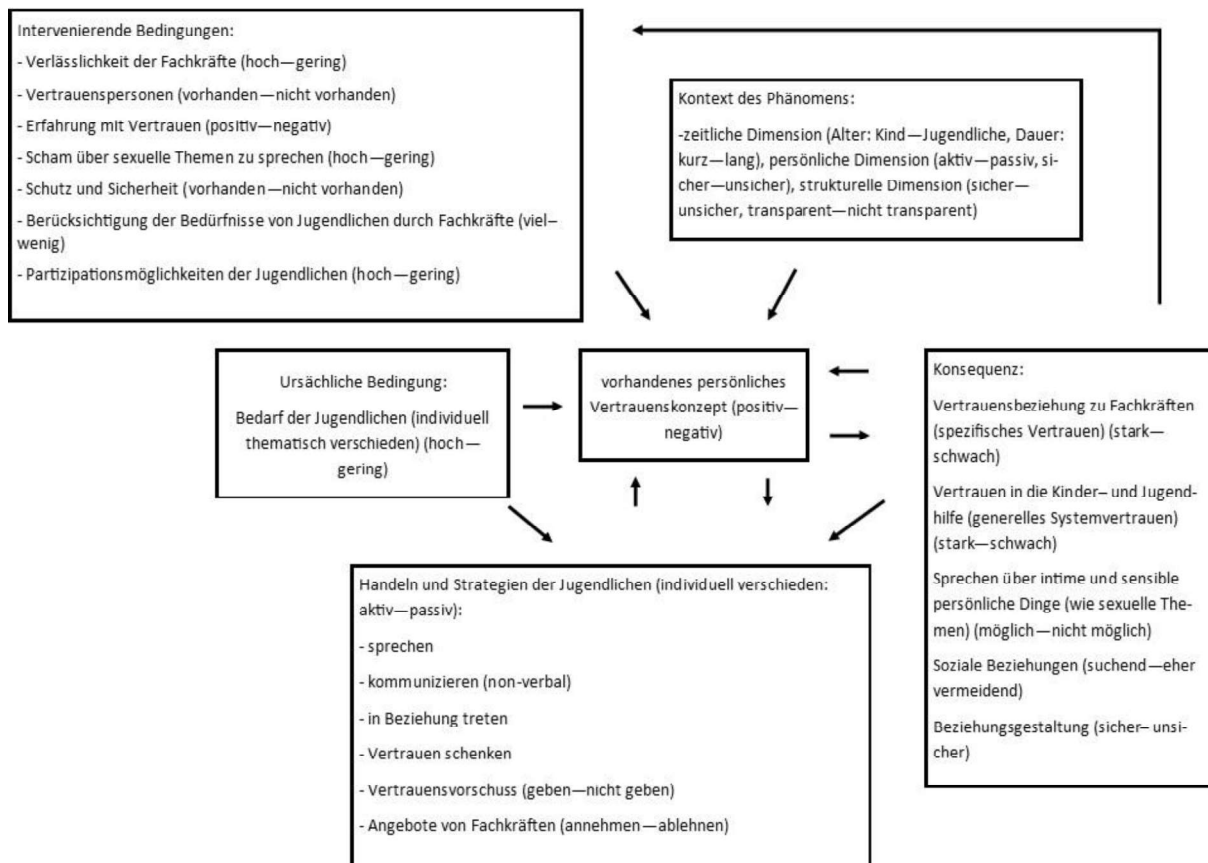 Intervenierende Bedingungen:
- Verlässlichkeit der Fachkräfte (hoch—gering)
- Vertrauenspersonen (vorhanden—nicht vorhanden)
- Erfahrung mit Vertrauen (positiv—negativ)
- Scham über sexuelle Themen zu sprechen (hoch—gering)
- Schutz und Sicherheit (vorhanden—nicht vorhanden)
- Berücksichtigung der Bedürfnisse von Jugendlichen durch Fachkräfte (viel–
wenig)
- Partizipationsmöglichkeiten der Jugendlichen (hoch—gering)
Kontext des Phänomens:
-zeitliche Dimension (Alter: Kind—Jugendliche, Dauer:
kurz—lang), persönliche Dimension (aktiv—passiv, si-
cher—unsicher), strukturelle Dimension (sicher—
unsicher, transparent—nicht transparent)
Ursächliche Bedingung:
Bedarf der Jugendlichen (individuell
thematisch verschieden) (hoch—
gering)
vorhandenes persönliches
Vertrauenskonzept (positiv—
negativ)
Konsequenz:
Vertrauensbeziehung zu Fachkräften
(spezifisches Vertrauen) (stark—
schwach)
Vertrauen in die Kinder– und Jugend-
hilfe (generelles Systemvertrauen)
(stark—schwach)
Sprechen über intime und sensible
persönliche Dinge (wie sexuelle The-
men) (möglich—nicht möglich)
Soziale Beziehungen (suchend—eher
vermeidend)
Beziehungsgestaltung (sicher– unsi-
cher)
Handeln und Strategien der Jugendlichen (individuell verschieden:
aktiv—passiv):
- sprechen
- kommunizieren (non-verbal)
- in Beziehung treten
- Vertrauen schenken
- Vertrauensvorschuss (geben—nicht geben)
- Angebote von Fachkräften (annehmen—ablehnen)